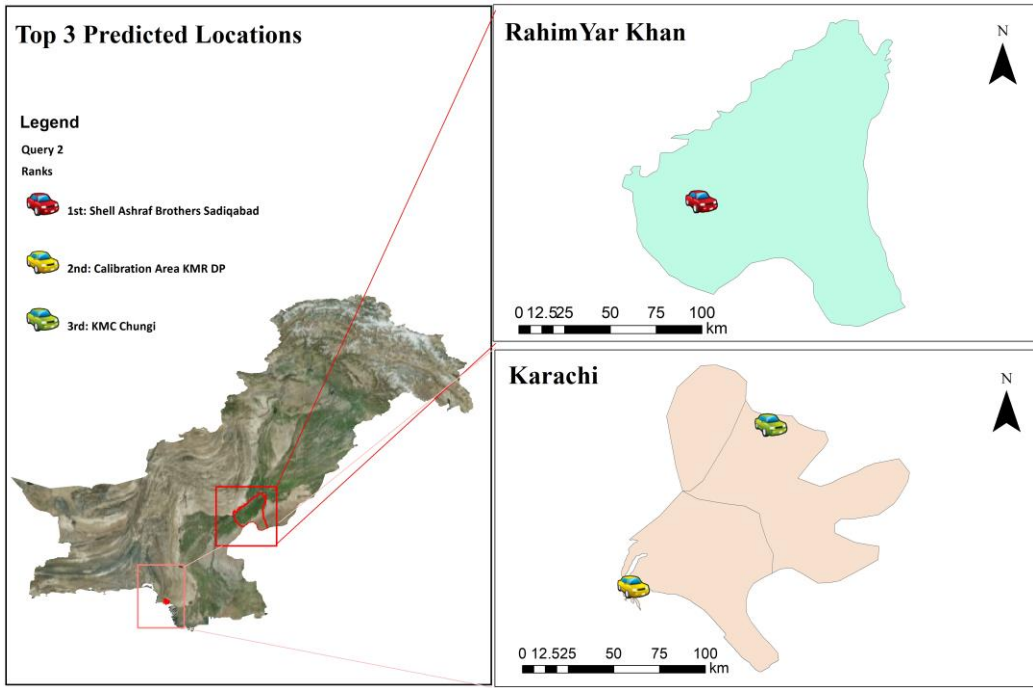 Top 3 Predicted Locations
Legend
Query 2
Ranks
1st: Shell Ashraf Brothers Sadiqabad
2nd: Calibration Area KMR DP
3rd: KMC Chungi
RahimYar Khan
N
0 12.525 50 75 100
km
Karachi
N
0 12.525 50 75 100
km